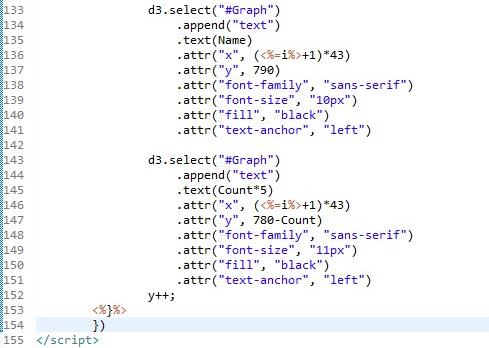 133 d3.select("#Graph")
134 .append("text")
135 .text(Name)
136 .attr("x", (<%=i%>+1)*43)
137 .attr("y", 790)
138 .attr("font-family", "sans-serif")
139 .attr("font-size", "10px")
140 .attr("fill", "black")
141 .attr("text-anchor", "left")
142
143 d3.select("#Graph")
144 .append("text")
145 .text(Count*5)
146 .attr("x", (<%=i%>+1)*43)
147 .attr("y", 780-Count)
148 .attr("font-family", "sans-serif")
149 .attr("font-size", "11px")
150 .attr("fill", "black")
151 .attr("text-anchor", "left")
152 y++;
153 <%}%>
154 })
155 </script>